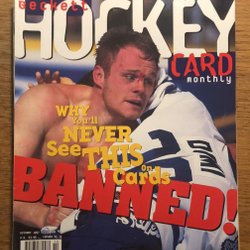 Beckett
HOCKEY
CARD
monthly
WHY
You'll
NEVER
See THIS
On
Cards
BANNED!